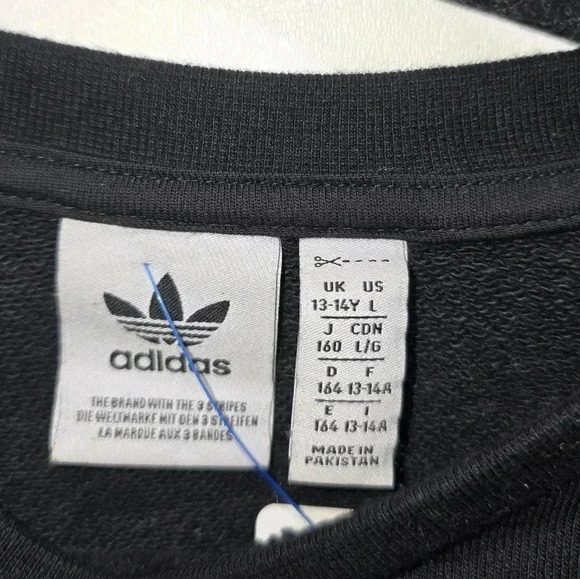 adidas
THE BRAND WITH THE 3 STRIPES
DIE WELTMARKE MIT DEN 3 STREIFEN
LA MARQUE AUX 3 BANDES
UK US
13-14Y L
J CDN
160 L/G
D F
164 13-14A
E I
164 13-14A
MADE IN
PAKISTAN